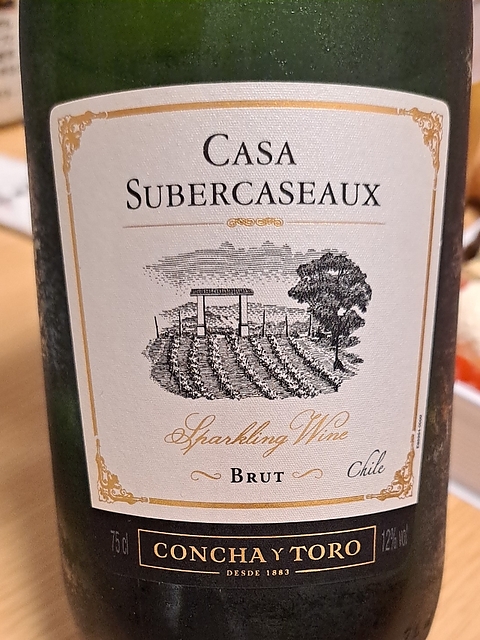 CASA
SUBERCASEAUX
Sparkling Wine
BRUT
Chile
75 cl
CONCHA Y TORO
12% vol
DESDE 1883